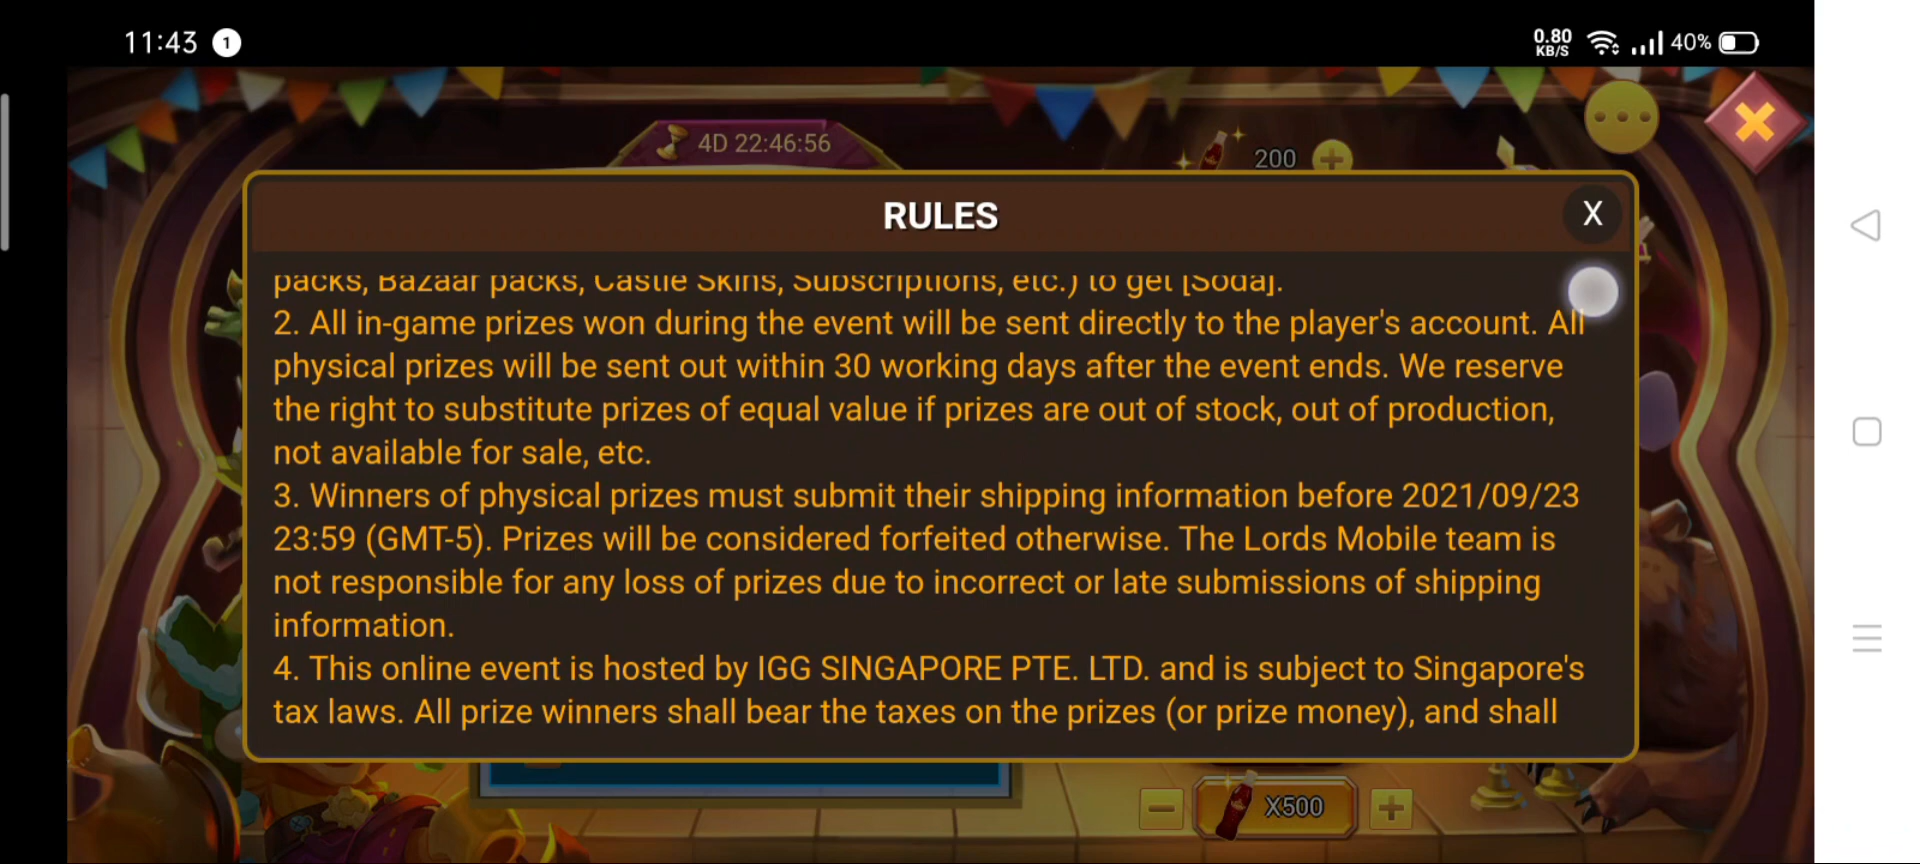 11:43 1
0.80 KB/S 40%
4D 22:46:56
200
RULES
X
packs, Bazaar packs, Castle Skins, Subscriptions, etc.) to get [Soda].
2. All in-game prizes won during the event will be sent directly to the player's account. All
physical prizes will be sent out within 30 working days after the event ends. We reserve
the right to substitute prizes of equal value if prizes are out of stock, out of production,
not available for sale, etc.
3. Winners of physical prizes must submit their shipping information before 2021/09/23
23:59 (GMT-5). Prizes will be considered forfeited otherwise. The Lords Mobile team is
not responsible for any loss of prizes due to incorrect or late submissions of shipping
information.
4. This online event is hosted by IGG SINGAPORE PTE. LTD. and is subject to Singapore's
tax laws. All prize winners shall bear the taxes on the prizes (or prize money), and shall
X500